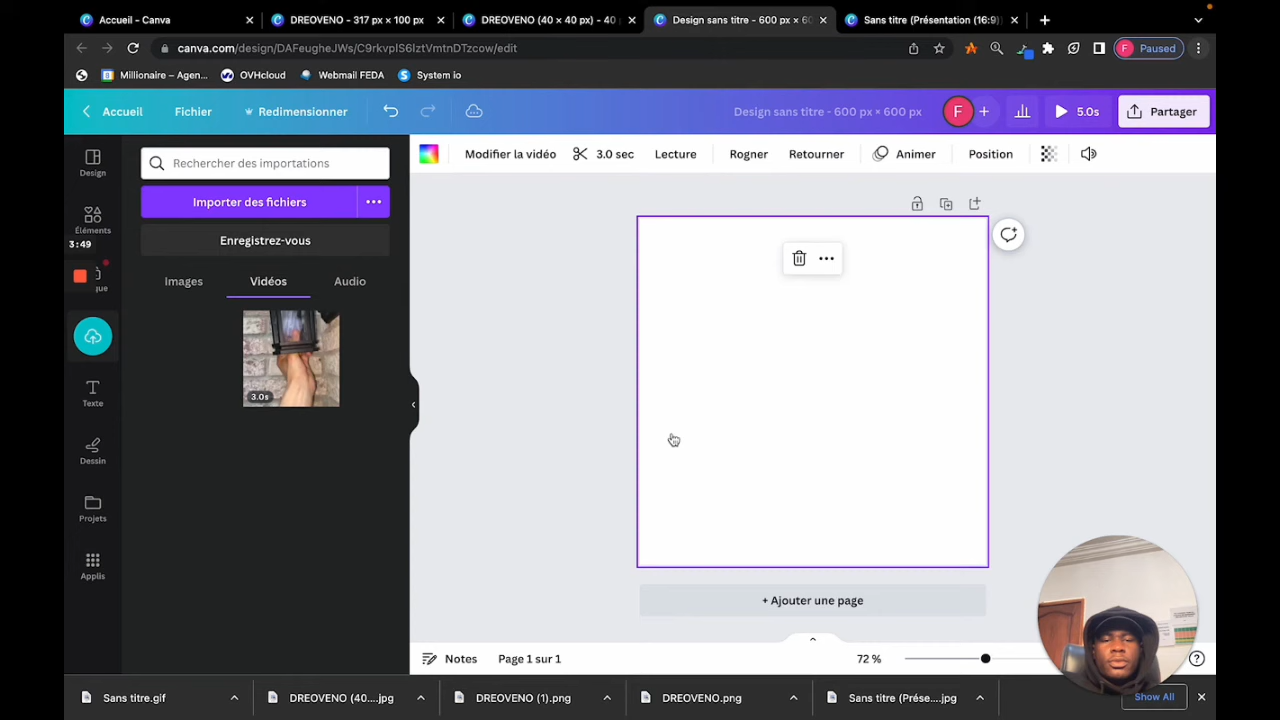 Accueil - Canva
DREOVENO - 317 px × 100 px
DREOVENO (40 × 40 px) - 40
Design sans titre - 600 px × 60
Sans titre (Présentation (16:9)
canva.com/design/DAFeugheJWs/C9rkvpIS6IztVmtnDTzcow/edit
F
Paused
Millionaire – Agen...
OVHcloud
Webmail FEDA
System io
Accueil
Fichier
Redimensionner
Design sans titre - 600 px × 600 px
F
5.0s
Partager
Rechercher des importations
Modifier la vidéo
3.0 sec
Lecture
Rogner
Retourner
Animer
Position
Design
Importer des fichiers
Éléments
Enregistrez-vous
3:49
que
Images
Vidéos
Audio
3.0s
Texte
Dessin
Projets
Applis
+ Ajouter une page
Notes
Page 1 sur 1
72 %
Sans titre.gif
DREOVENO (40....jpg
DREOVENO (1).png
DREOVENO.png
Sans titre (Prése....jpg
Show All